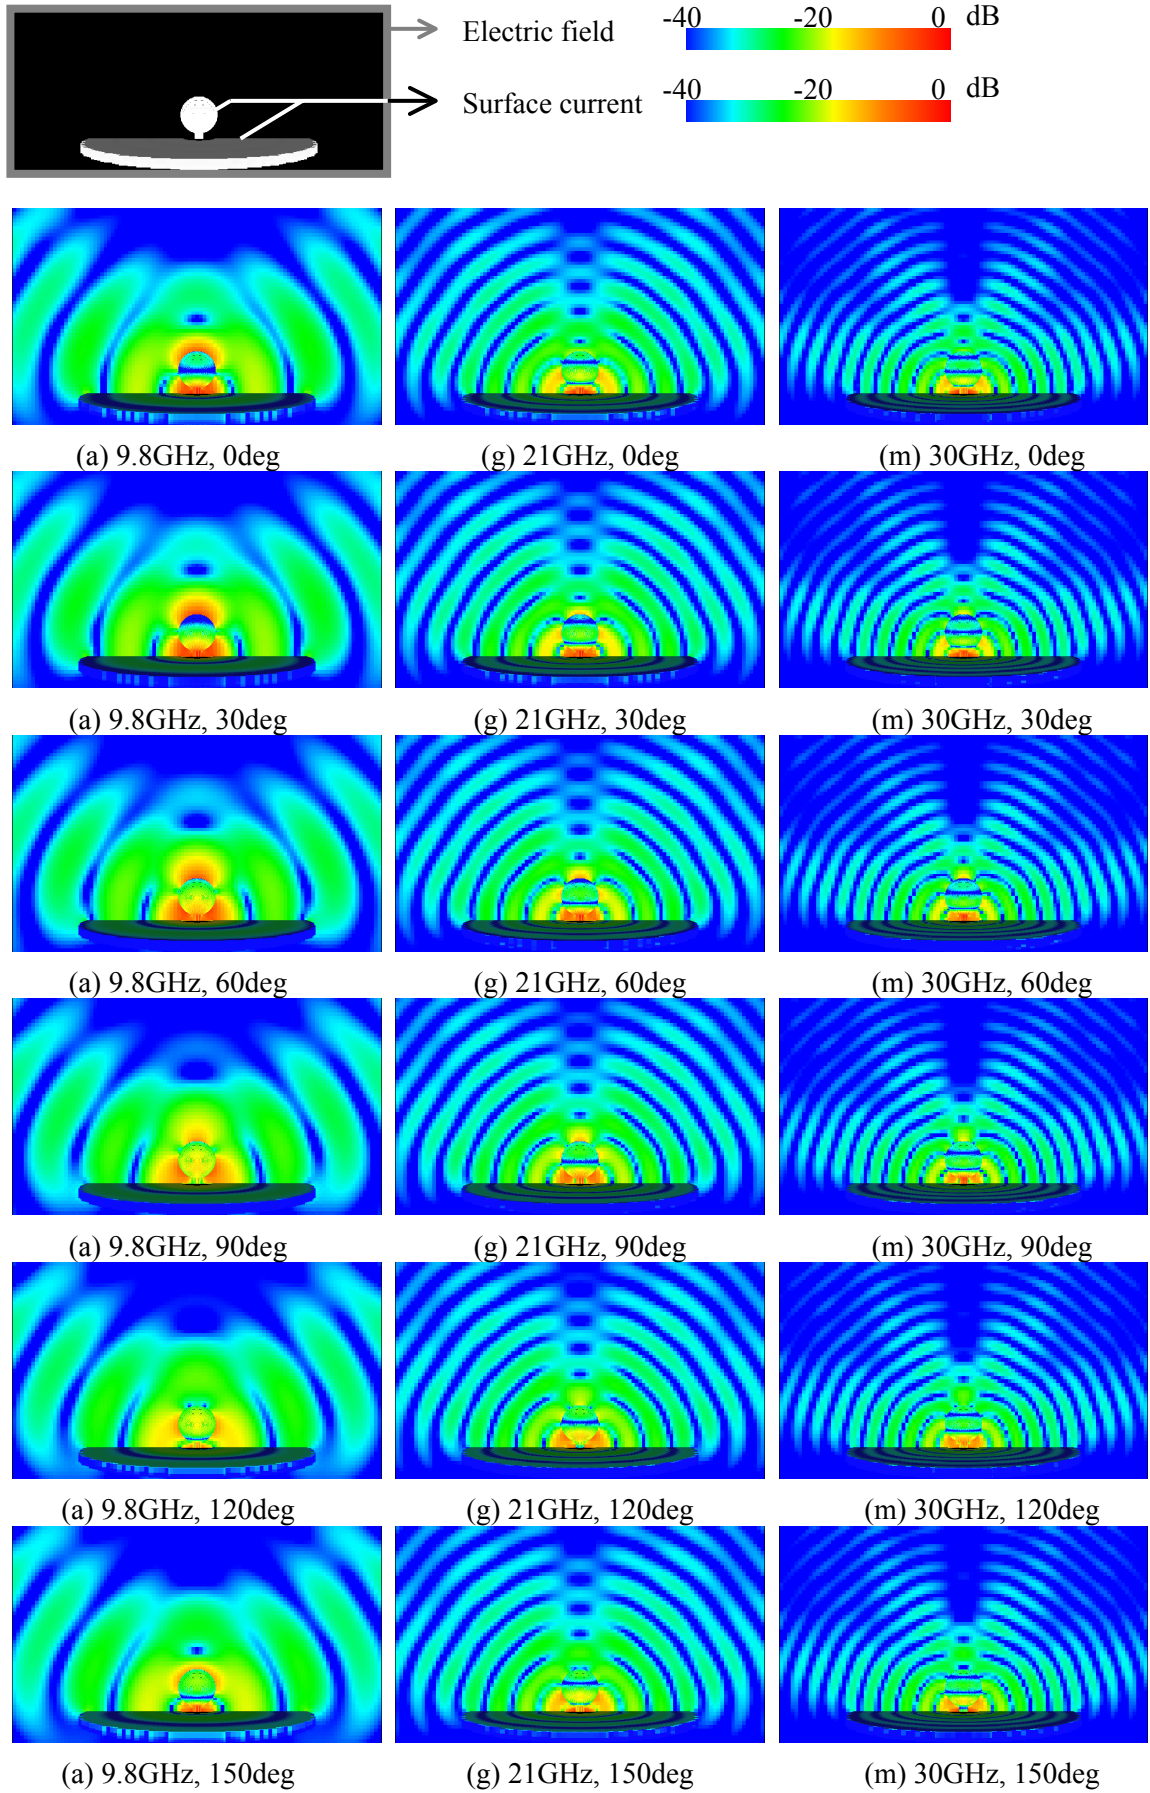 -40 -20 0 dB
Electric field
-40 -20 0 dB
Surface current
(a) 9.8GHz, 0deg (g) 21GHz, 0deg (m) 30GHz, 0deg
(a) 9.8GHz, 30deg (g) 21GHz, 30deg (m) 30GHz, 30deg
(a) 9.8GHz, 60deg (g) 21GHz, 60deg (m) 30GHz, 60deg
(a) 9.8GHz, 90deg (g) 21GHz, 90deg (m) 30GHz, 90deg
(a) 9.8GHz, 120deg (g) 21GHz, 120deg (m) 30GHz, 120deg
(a) 9.8GHz, 150deg (g) 21GHz, 150deg (m) 30GHz, 150deg